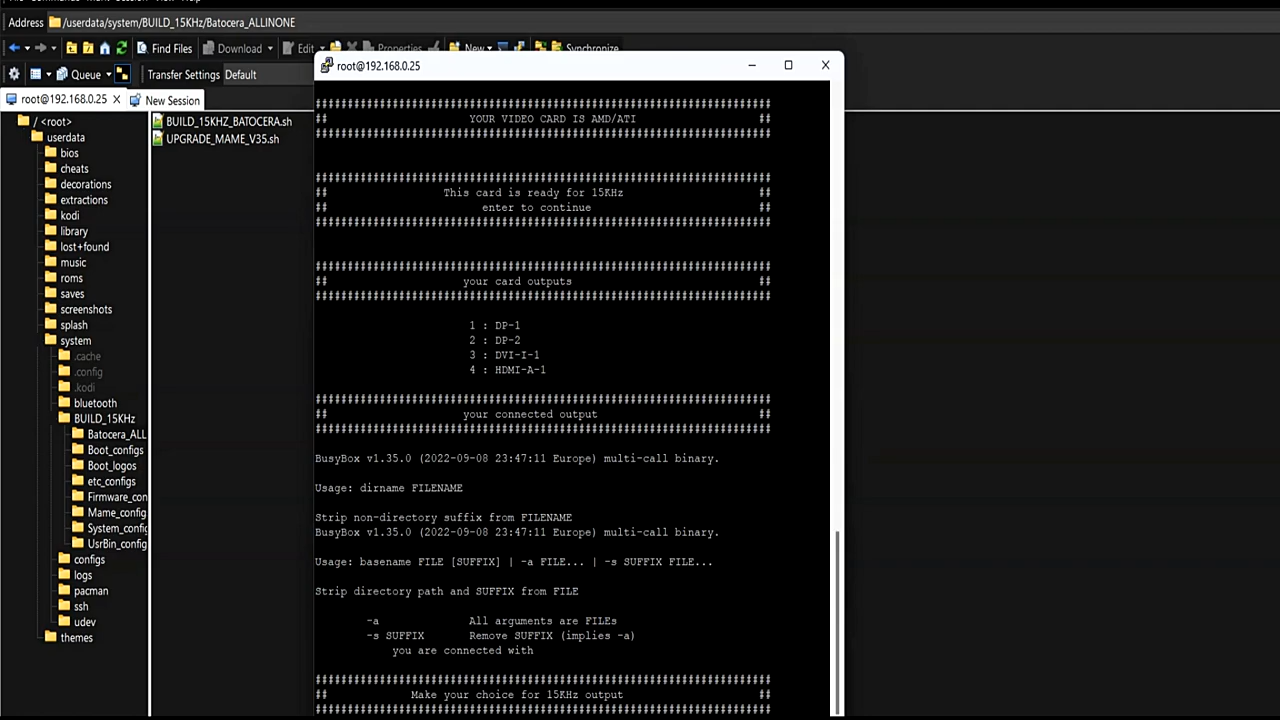 Address /userdata/system/BUILD_15KHz/Batocera_ALLINONE
Find Files Download Edit Properties New Synchronize
Queue Transfer Settings Default
root@192.168.0.25 New Session
/ <root>
userdata
bios
cheats
decorations
extractions
kodi
library
lost+found
music
roms
saves
screenshots
splash
system
.cache
.config
.kodi
bluetooth
BUILD_15KHz
Batocera_ALL
Boot_configs
Boot_logos
etc_configs
Firmware_con
Mame_config
System_config
UsrBin_config
configs
logs
pacman
ssh
udev
themes
BUILD_15KHZ_BATOCERA.sh
UPGRADE_MAME_V35.sh
root@192.168.0.25
#######################################################################
## YOUR VIDEO CARD IS AMD/ATI ##
#######################################################################
#######################################################################
## This card is ready for 15KHz ##
## enter to continue ##
#######################################################################
#######################################################################
## your card outputs ##
#######################################################################
1 : DP-1
2 : DP-2
3 : DVI-I-1
4 : HDMI-A-1
#######################################################################
## your connected output ##
#######################################################################
BusyBox v1.35.0 (2022-09-08 23:47:11 Europe) multi-call binary.
Usage: dirname FILENAME
Strip non-directory suffix from FILENAME
BusyBox v1.35.0 (2022-09-08 23:47:11 Europe) multi-call binary.
Usage: basename FILE [SUFFIX] | -a FILE... | -s SUFFIX FILE...
Strip directory path and SUFFIX from FILE
-a All arguments are FILEs
-s SUFFIX Remove SUFFIX (implies -a)
you are connected with
#######################################################################
## Make your choice for 15KHz output ##
#######################################################################